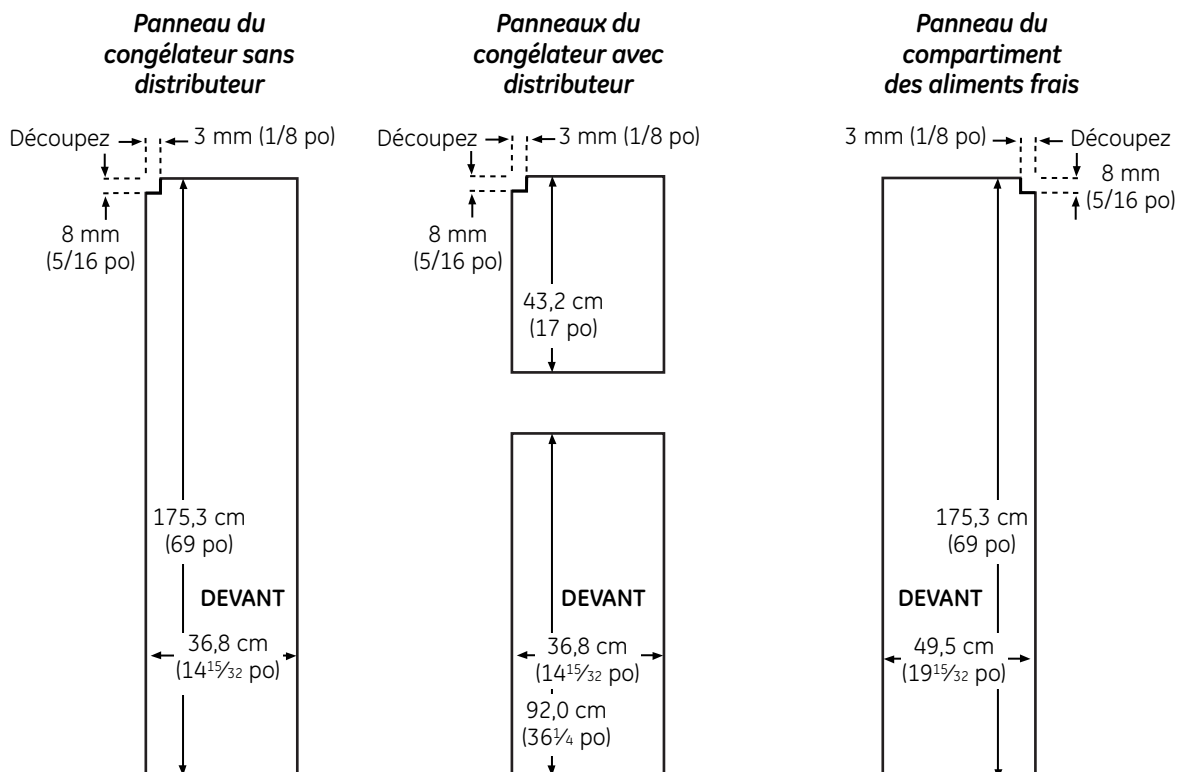 Panneau du
congélateur sans
distributeur
Découpez
3 mm (1/8 po)
8 mm
(5/16 po)
175,3 cm
(69 po)
DEVANT
36,8 cm
(14 15/32 po)
Panneaux du
congélateur avec
distributeur
Découpez
3 mm (1/8 po)
8 mm
(5/16 po)
43,2 cm
(17 po)
DEVANT
36,8 cm
(14 15/32 po)
92,0 cm
(36 1/4 po)
Panneau du
compartiment
des aliments frais
3 mm (1/8 po)
Découpez
8 mm
(5/16 po)
175,3 cm
(69 po)
DEVANT
49,5 cm
(19 15/32 po)